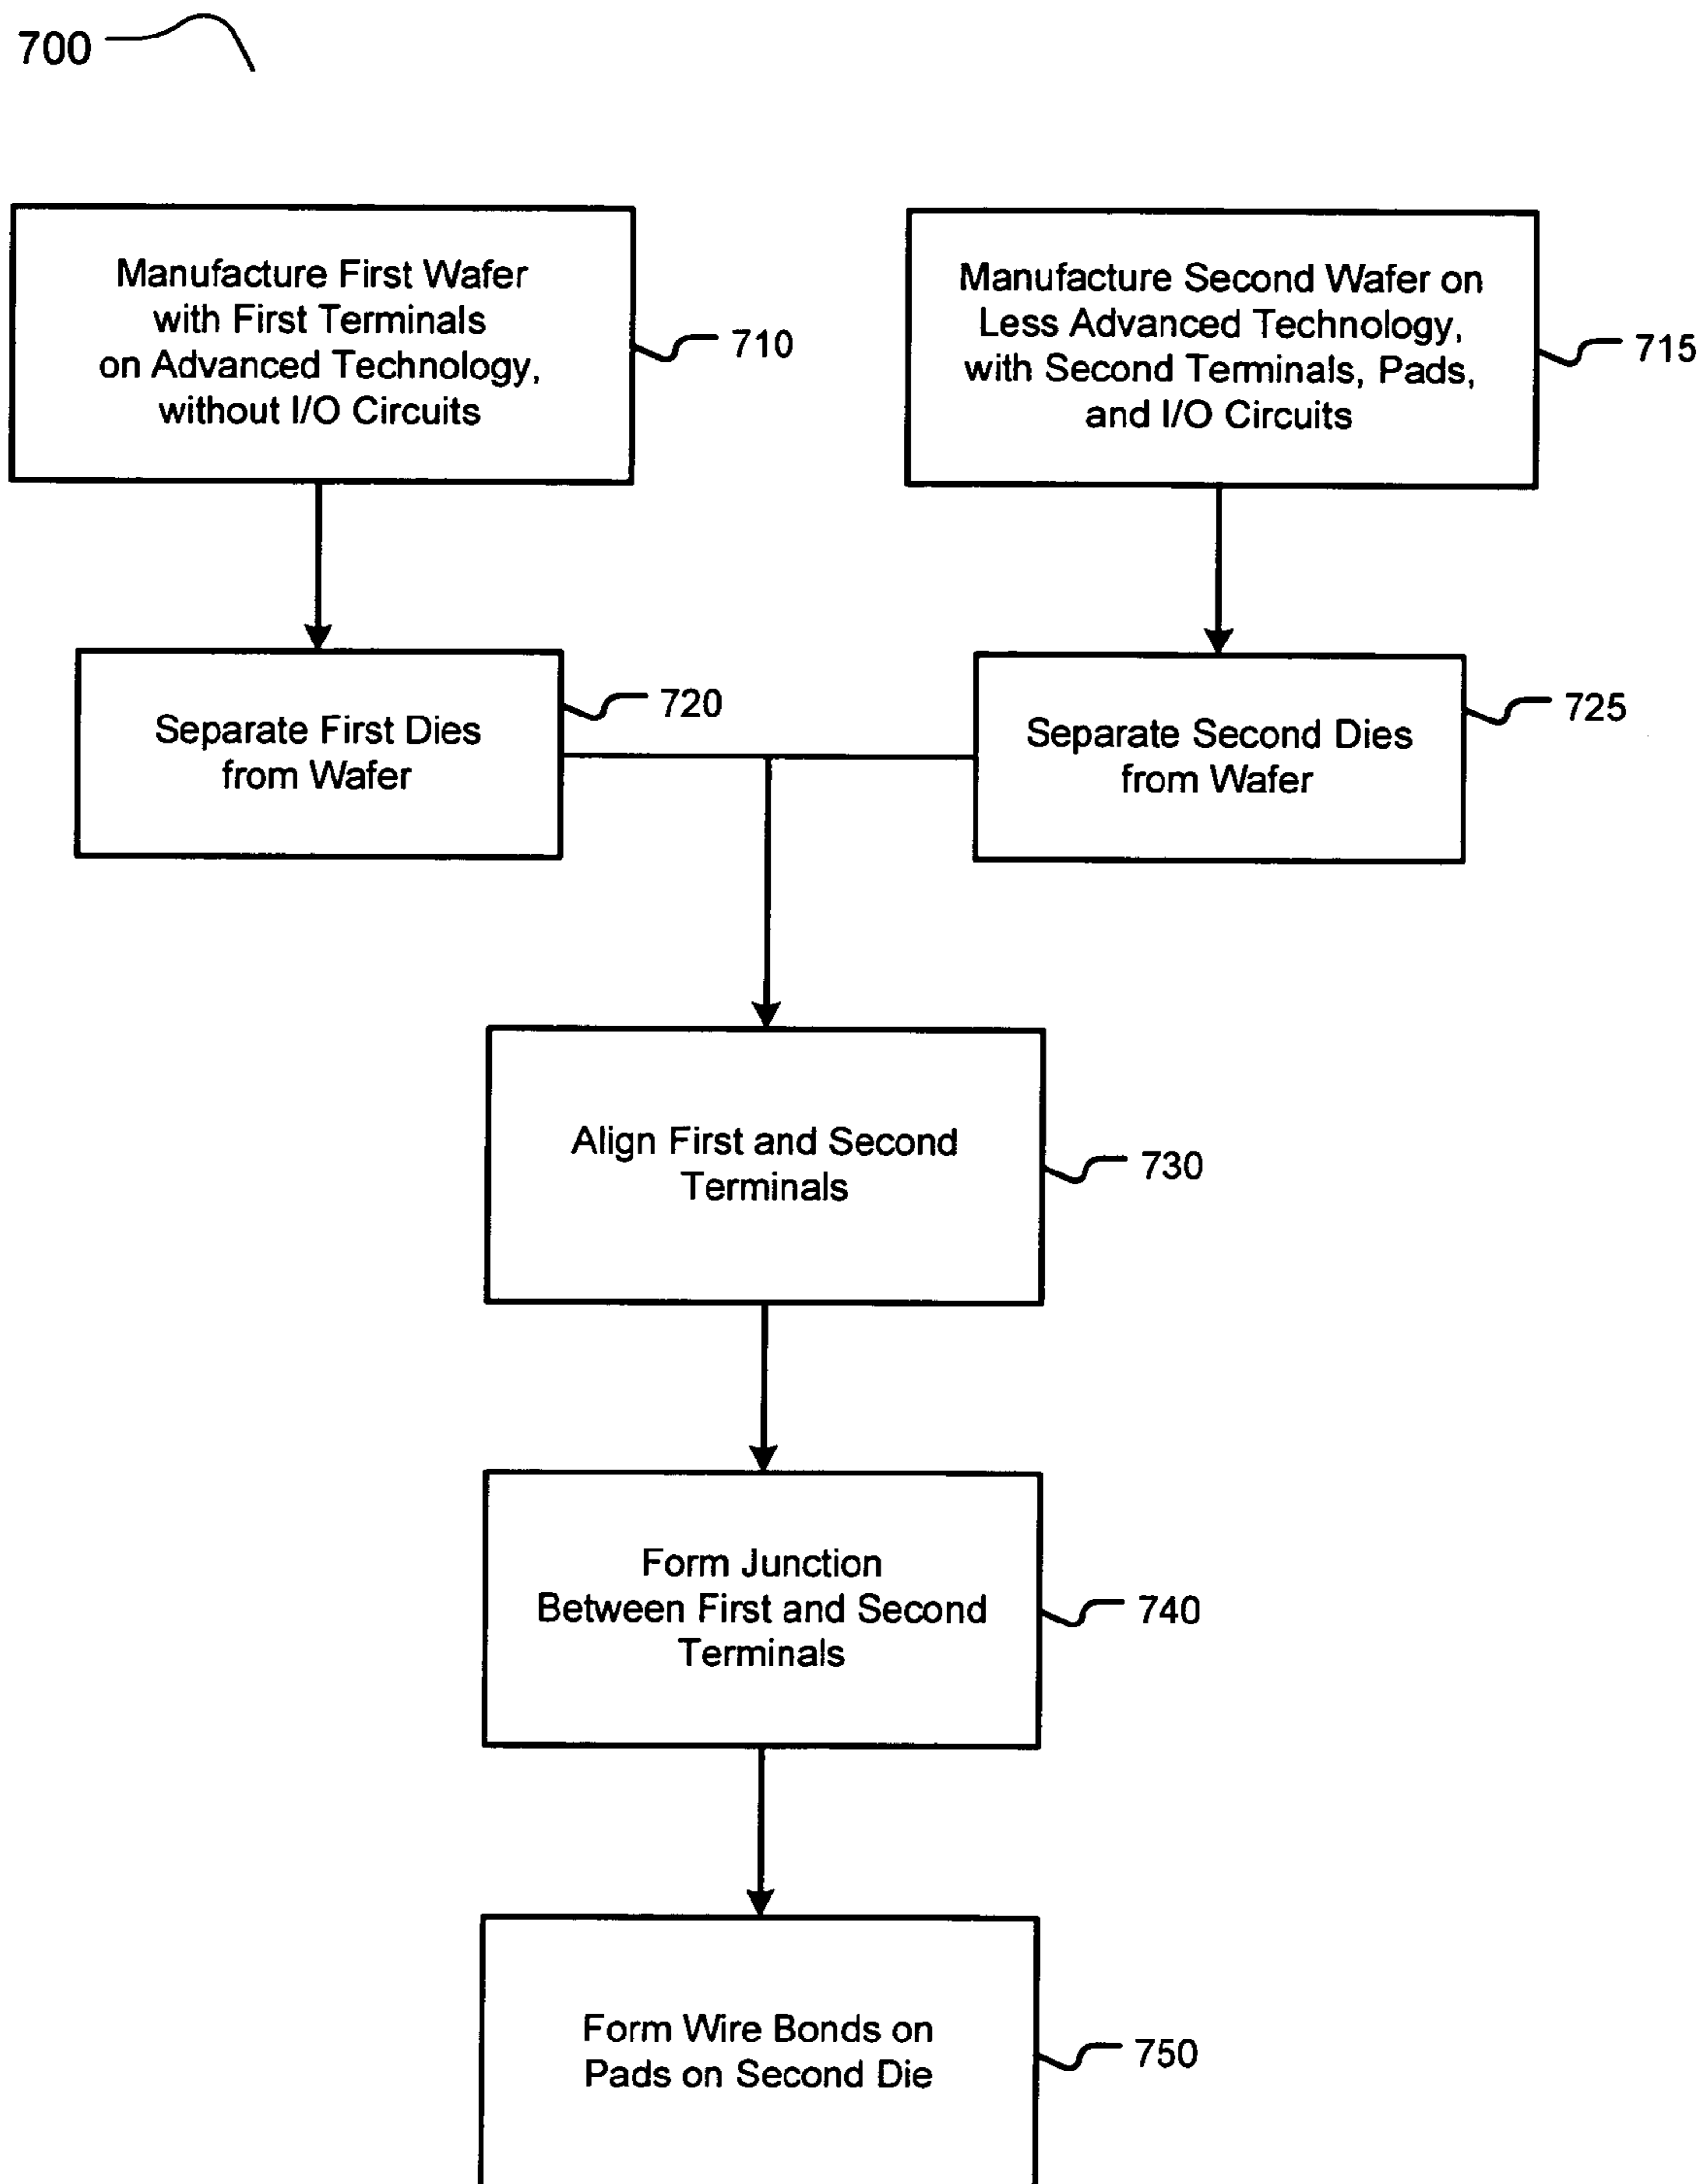 700
Manufacture First Wafer
with First Terminals
on Advanced Technology,
without I/O Circuits
710
Manufacture Second Wafer on
Less Advanced Technology,
with Second Terminals, Pads,
and I/O Circuits
715
Separate First Dies
from Wafer
720
Separate Second Dies
from Wafer
725
Align First and Second
Terminals
730
Form Junction
Between First and Second
Terminals
740
Form Wire Bonds on
Pads on Second Die
750